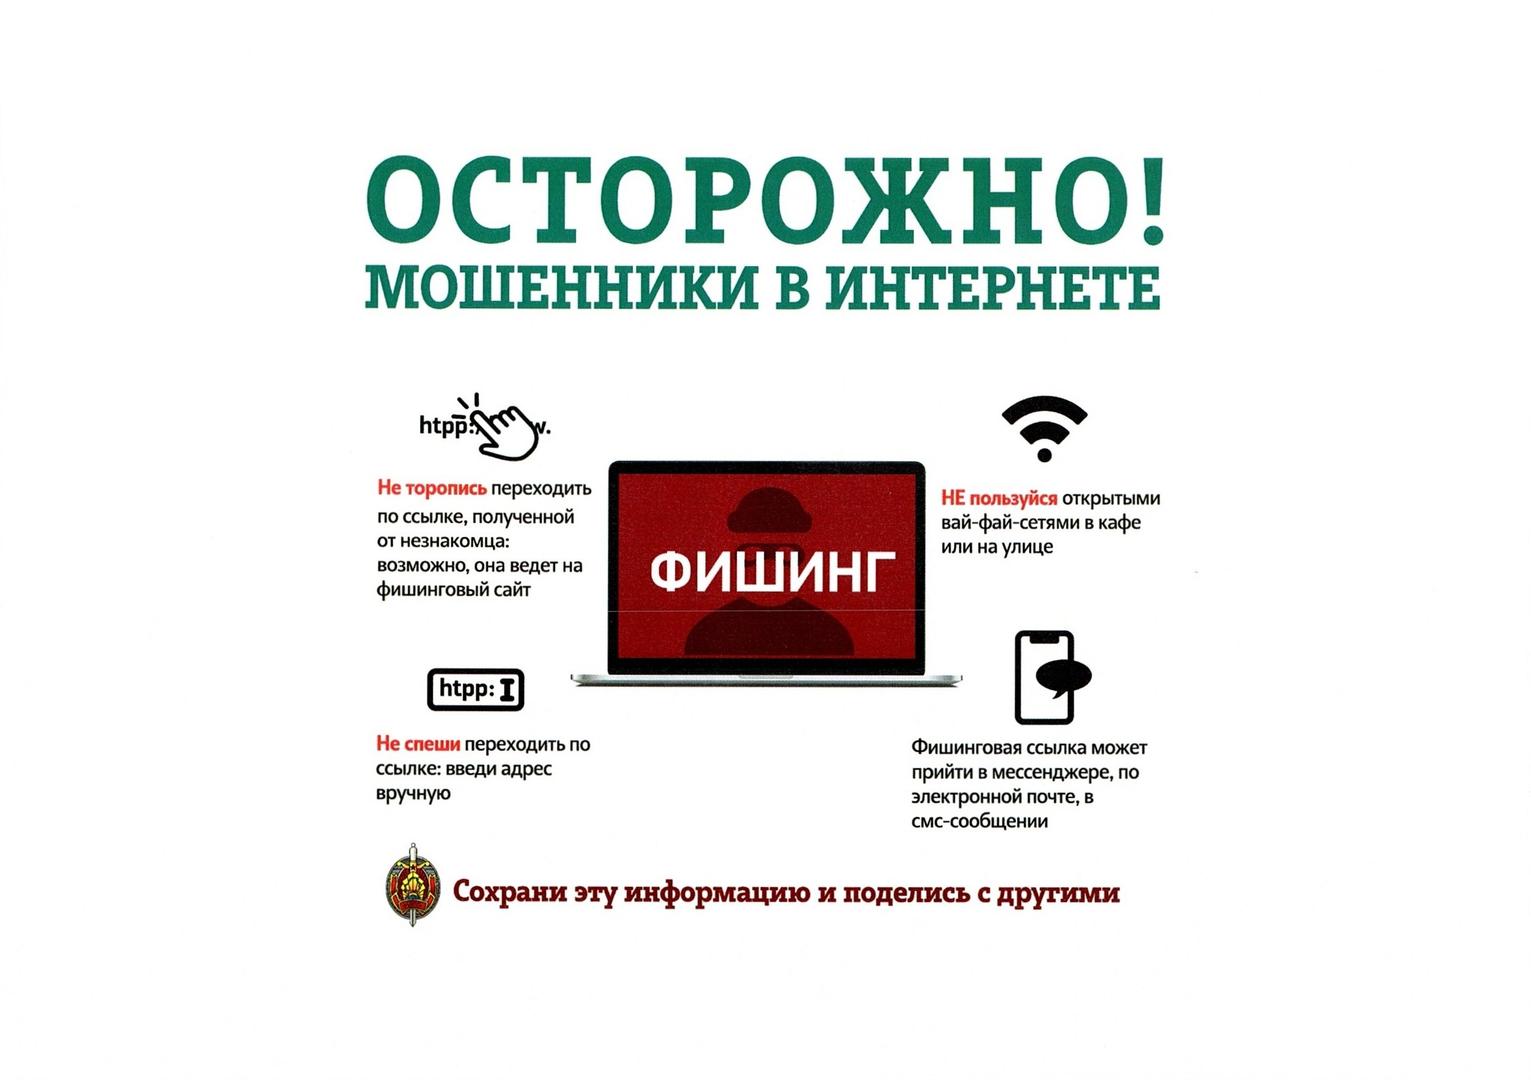 ОСТОРОЖНО!
МОШЕННИКИ В ИНТЕРНЕТЕ
htpp: w.
Не торопись переходить
по ссылке, полученной
от незнакомца:
возможно, она ведет на
фишинговый сайт
ФИШИНГ
НЕ пользуйся открытыми
вай-фай-сетями в кафе
или на улице
htpp:
Не спеши переходить по
ссылке: введи адрес
вручную
Фишинговая ссылка может
прийти в мессенджере, по
электронной почте, в
смс-сообщении
Сохрани эту информацию и поделись с другими